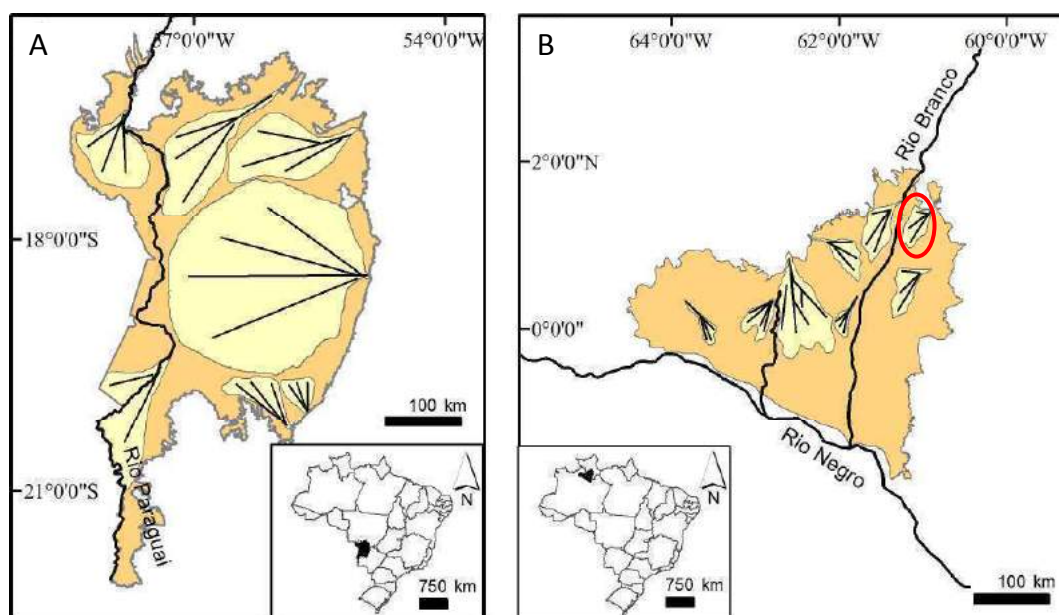 A
57°0'0"W
54°0'0"W
18°0'0"S
21°0'0"S
Rio Paraguai
100 km
N
750 km
B
64°0'0"W
62°0'0"W
60°0'0"W
2°0'0"N
0°0'0"
Rio Branco
Rio Negro
N
750 km
100 km